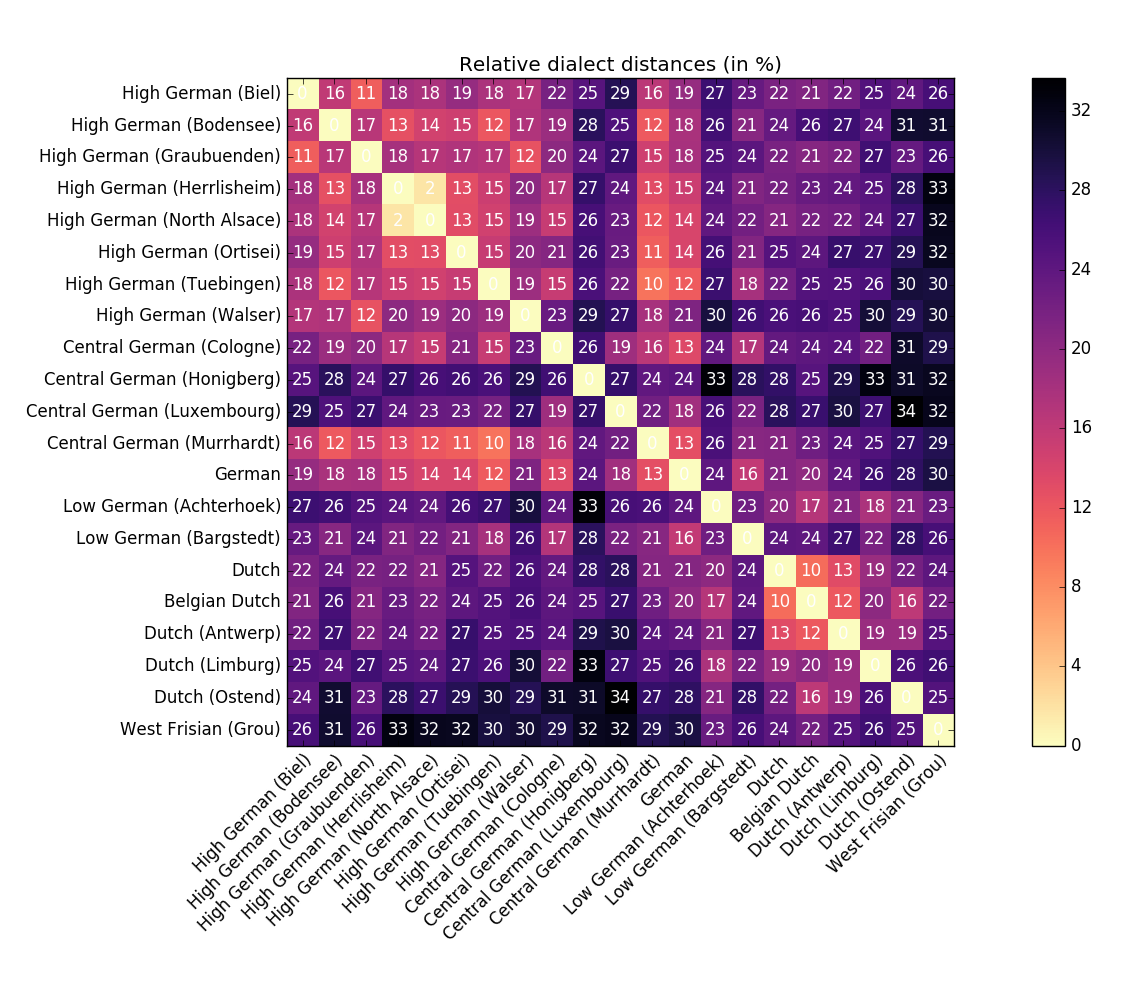 Relative dialect distances (in %)
High German (Biel) 0 16 11 18 18 19 18 17 22 25 29 16 19 27 23 22 21 22 25 24 26
High German (Bodensee) 16 0 17 13 14 15 12 17 19 28 25 12 18 26 21 24 26 27 24 31 31
High German (Graubuenden) 11 17 0 18 17 17 17 12 20 24 27 15 18 25 24 22 21 22 27 23 26
High German (Herrlisheim) 18 13 18 0 2 13 15 20 17 27 24 13 15 24 21 22 23 24 25 28 33
High German (North Alsace) 18 14 17 2 0 13 15 19 15 26 23 12 14 24 22 21 22 22 24 27 32
High German (Ortisei) 19 15 17 13 13 0 15 20 21 26 23 11 14 26 21 25 24 27 27 29 32
High German (Tuebingen) 18 12 17 15 15 15 0 19 15 26 22 10 12 27 18 22 25 25 26 30 30
High German (Walser) 17 17 12 20 19 20 19 0 23 29 27 18 21 30 26 26 26 25 30 29 30
Central German (Cologne) 22 19 20 17 15 21 15 23 0 26 19 16 13 24 17 24 24 24 22 31 29
Central German (Honigberg) 25 28 24 27 26 26 26 29 26 0 27 24 24 33 28 28 25 29 33 31 32
Central German (Luxembourg) 29 25 27 24 23 23 22 27 19 27 0 22 18 26 22 28 27 30 27 34 32
Central German (Murrhardt) 16 12 15 13 12 11 10 18 16 24 22 0 13 26 21 21 23 24 25 27 29
German 19 18 18 15 14 14 12 21 13 24 18 13 0 24 16 21 20 24 26 28 30
Low German (Achterhoek) 27 26 25 24 24 26 27 30 24 33 26 26 24 0 23 20 17 21 18 21 23
Low German (Bargstedt) 23 21 24 21 22 21 18 26 17 28 22 21 16 23 0 24 24 27 22 28 26
Dutch 22 24 22 22 21 25 22 26 24 28 28 21 21 20 24 0 10 13 19 22 24
Belgian Dutch 21 26 21 23 22 24 25 26 24 25 27 23 20 17 24 10 0 12 20 16 22
Dutch (Antwerp) 22 27 22 24 22 27 25 25 24 29 30 24 24 21 27 13 12 0 19 19 25
Dutch (Limburg) 25 24 27 25 24 27 26 30 22 33 27 25 26 18 22 19 20 19 0 26 26
Dutch (Ostend) 24 31 23 28 27 29 30 29 31 31 34 27 28 21 28 22 16 19 26 0 25
West Frisian (Grou) 26 31 26 33 32 32 30 30 29 32 32 29 30 23 26 24 22 25 26 25 0
High German (Biel)
High German (Bodensee)
High German (Graubuenden)
High German (Herrlisheim)
High German (North Alsace)
High German (Ortisei)
High German (Tuebingen)
High German (Walser)
Central German (Cologne)
Central German (Honigberg)
Central German (Luxembourg)
Central German (Murrhardt)
German
Low German (Achterhoek)
Low German (Bargstedt)
Dutch
Belgian Dutch
Dutch (Antwerp)
Dutch (Limburg)
Dutch (Ostend)
West Frisian (Grou)
32
28
24
20
16
12
8
4
0